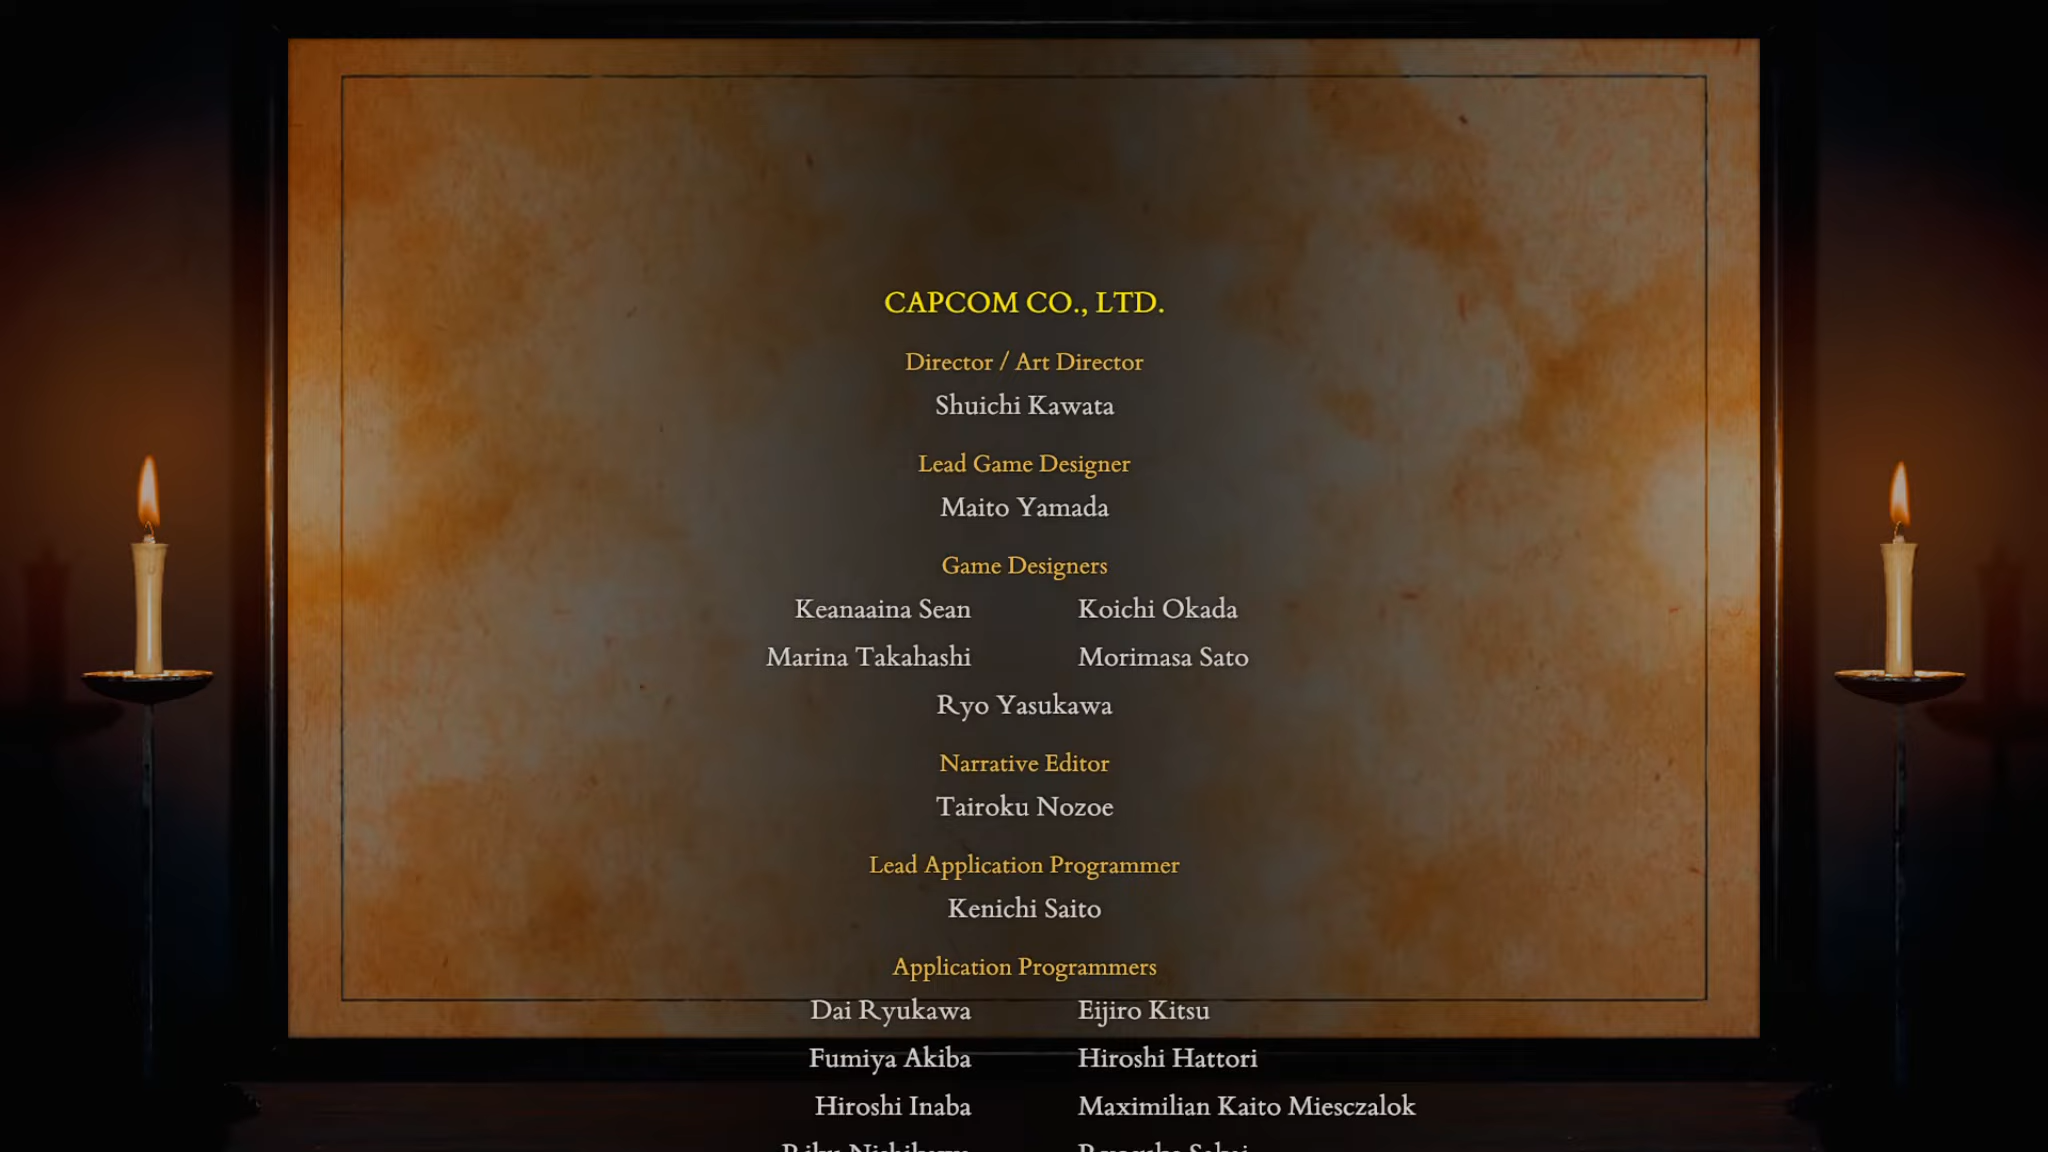 CAPCOM CO., LTD.
Director / Art Director
Shuichi Kawata
Lead Game Designer
Maito Yamada
Game Designers
Keanaaina Sean Koichi Okada
Marina Takahashi Morimasa Sato
Ryo Yasukawa
Narrative Editor
Tairoku Nozoe
Lead Application Programmer
Kenichi Saito
Application Programmers
Dai Ryukawa Eijiro Kitsu
Fumiya Akiba Hiroshi Hattori
Hiroshi Inaba Maximilian Kaito Miesczalok